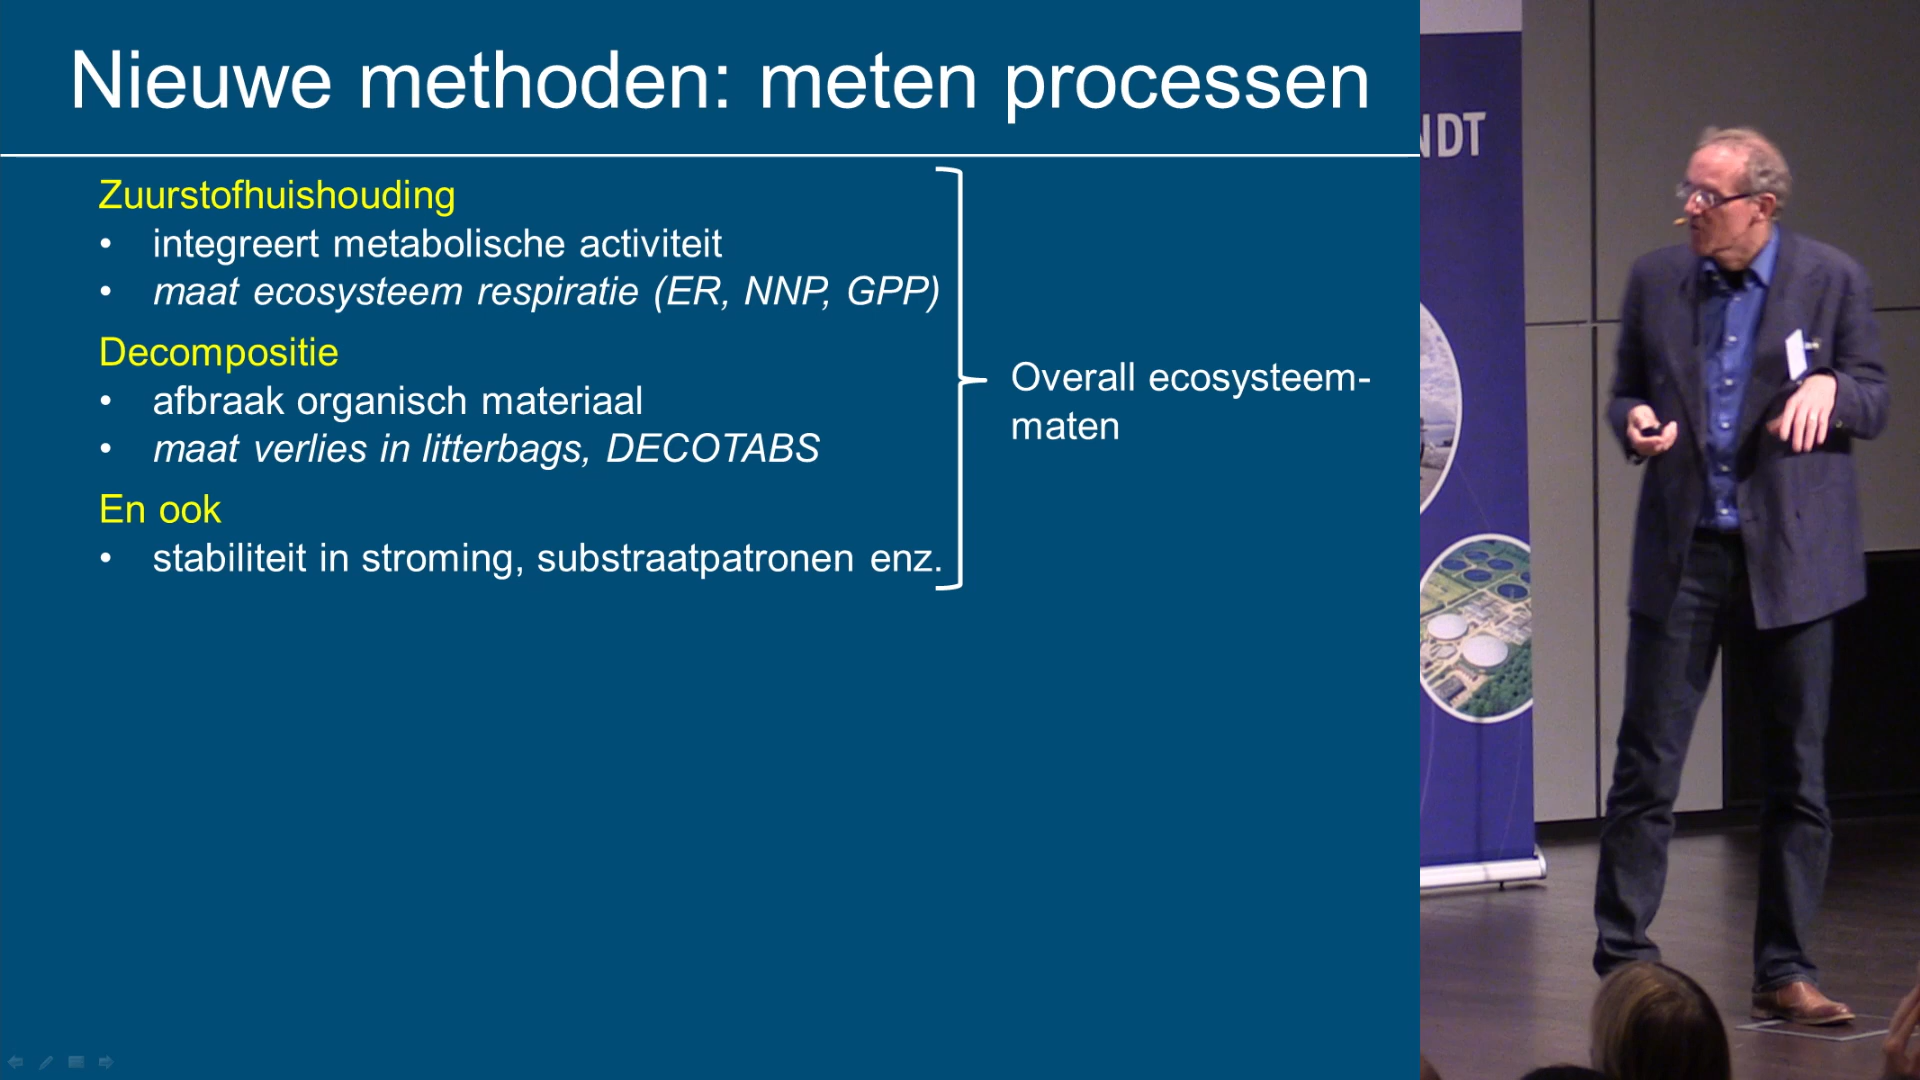 Nieuwe methoden: meten processen
Zuurstofhuishouding
• integreert metabolische activiteit
• maat ecosysteem respiratie (ER, NNP, GPP)
Decompositie
• afbraak organisch materiaal
• maat verlies in litterbags, DECOTABS
En ook
• stabiliteit in stroming, substraatpatronen enz.
Overall ecosysteem-
maten
NDT